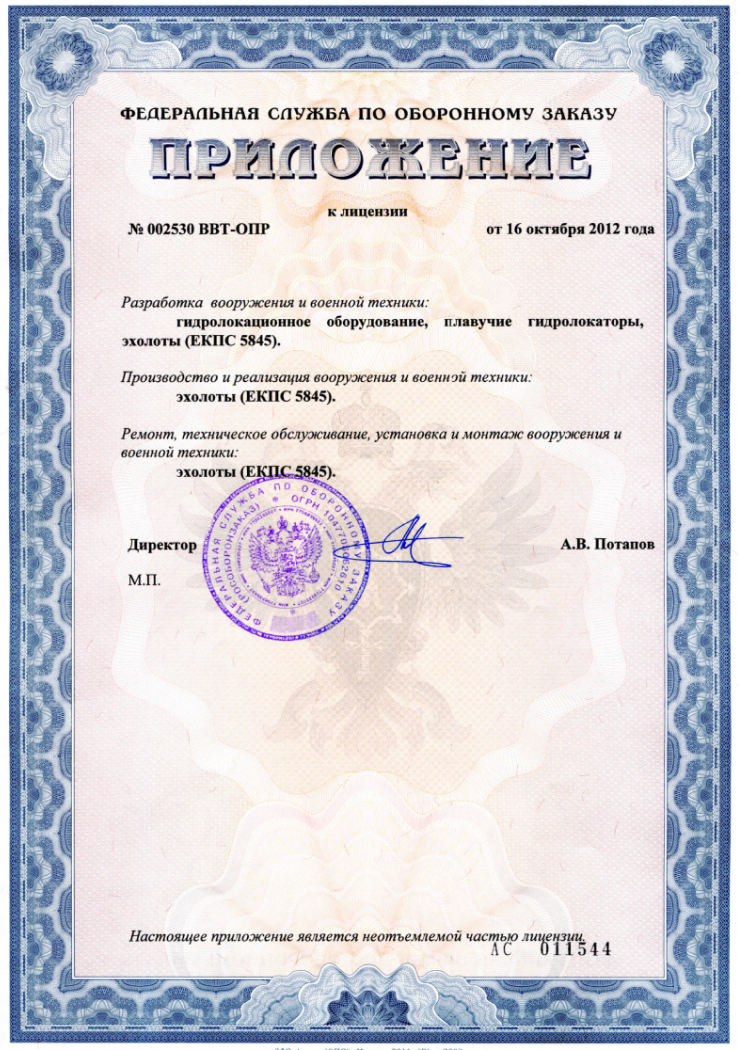 ФЕДЕРАЛЬНАЯ СЛУЖБА ПО ОБОРОННОМУ ЗАКАЗУ
ПРИЛОЖЕНИЕ
к лицензии
№ 002530 ВВТ-ОПР от 16 октября 2012 года
Разработка вооружения и военной техники:
гидролокационное оборудование, плавучие гидролокаторы,
эхолоты (ЕКПС 5845).
Производство и реализация вооружения и военной техники:
эхолоты (ЕКПС 5845).
Ремонт, техническое обслуживание, установка и монтаж вооружения и
военной техники:
эхолоты (ЕКПС 5845).
ФЕДЕРАЛЬНАЯ СЛУЖБА ПО ОБОРОННОМУ ЗАКАЗУ
(РОСОБОРОНЗАКАЗ) ОГРН
Директор А.В. Потапов
М.П.
Настоящее приложение является неотъемлемой частью лицензии.
АС 011544